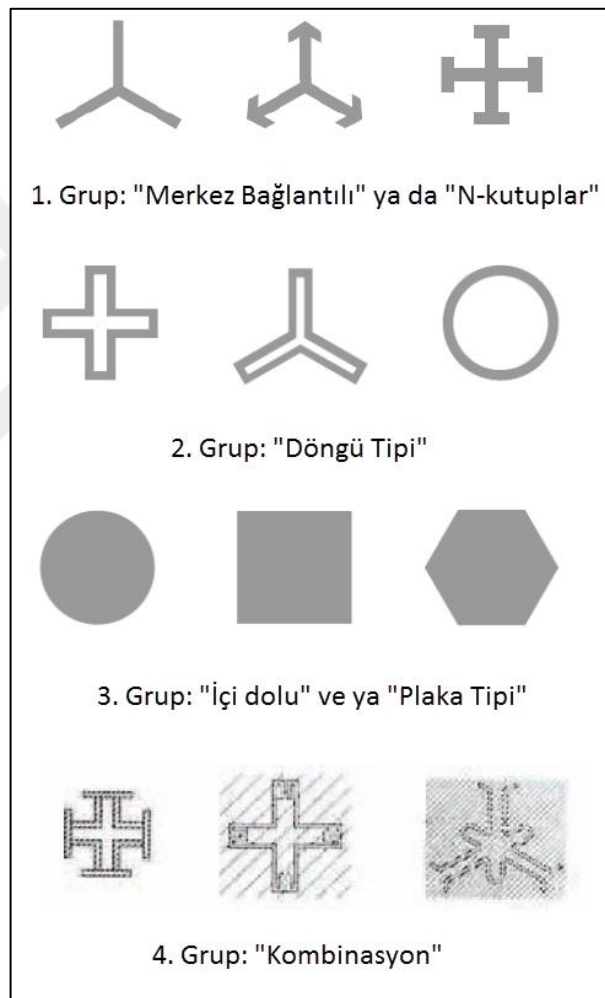 1. Grup: "Merkez Bağlantılı" ya da "N-kutuplar"
2. Grup: "Döngü Tipi"
3. Grup: "İçi dolu" ve ya "Plaka Tipi"
4. Grup: "Kombinasyon"